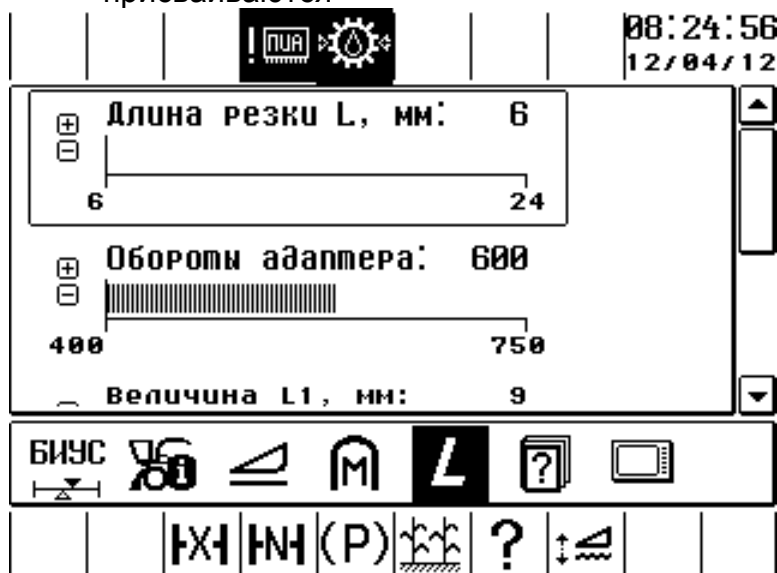 присваиваются
! ПИА 08:24:56
12/04/12
Длина резки L, мм: 6
6 24
Обороты адаптера: 600
400 750
Величина L1, мм: 9
БИУС i M L ?
X N (P) ?